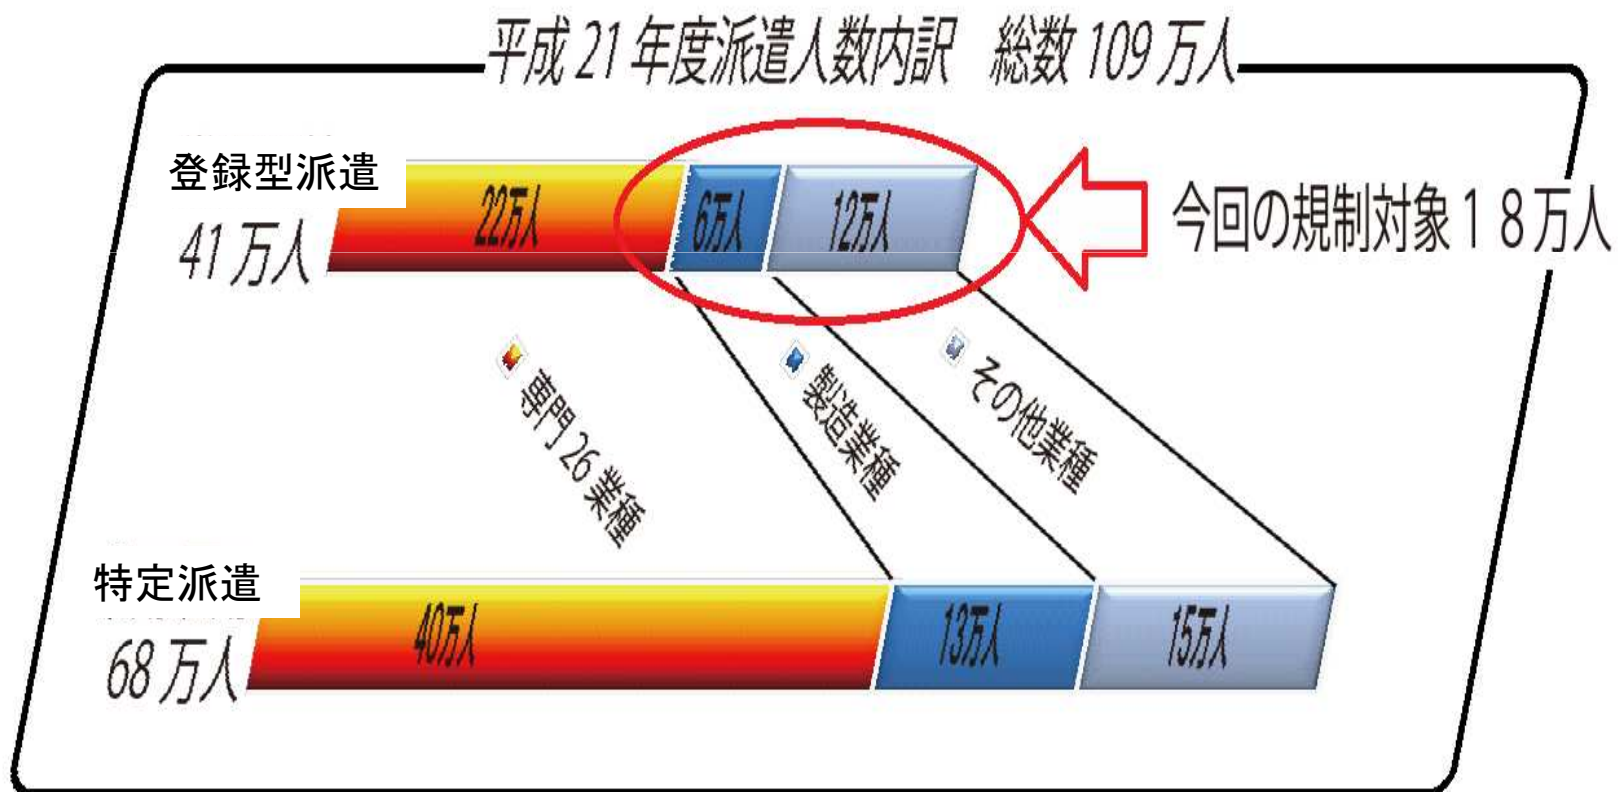 平成21年度派遣人数内訳　総数109万人
登録型派遣
41万人
22万人
6万人
12万人
今回の規制対象１８万人
専門26業種
製造業種
その他業種
特定派遣
68万人
40万人
13万人
15万人